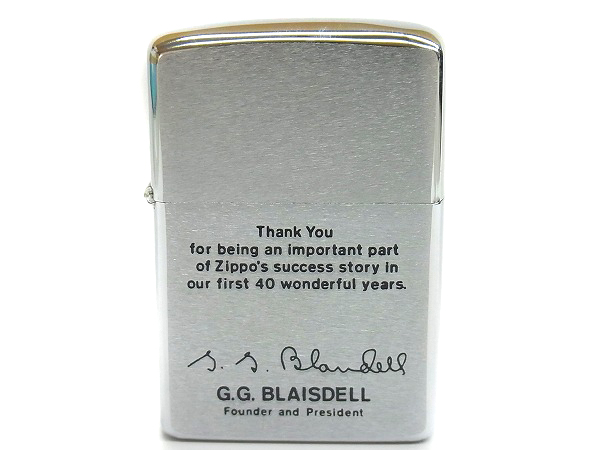 Thank You
for being an important part
of Zippo's success story in
our first 40 wonderful years.
G. G. Blaisdell
G.G. BLAISDELL
Founder and President